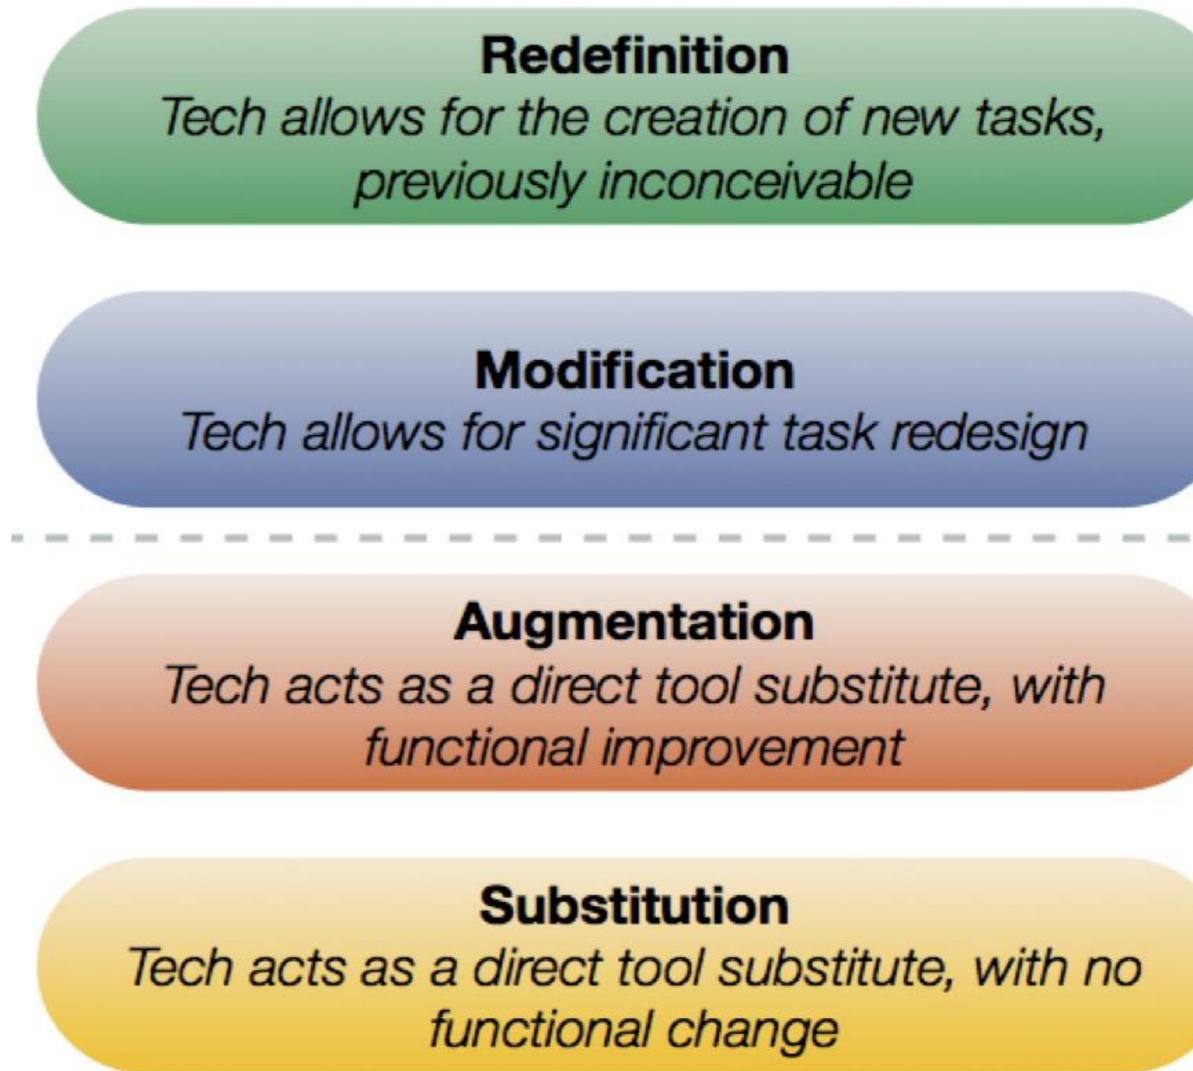 Redefinition
Tech allows for the creation of new tasks,
previously inconceivable
Modification
Tech allows for significant task redesign
Augmentation
Tech acts as a direct tool substitute, with
functional improvement
Substitution
Tech acts as a direct tool substitute, with no
functional change